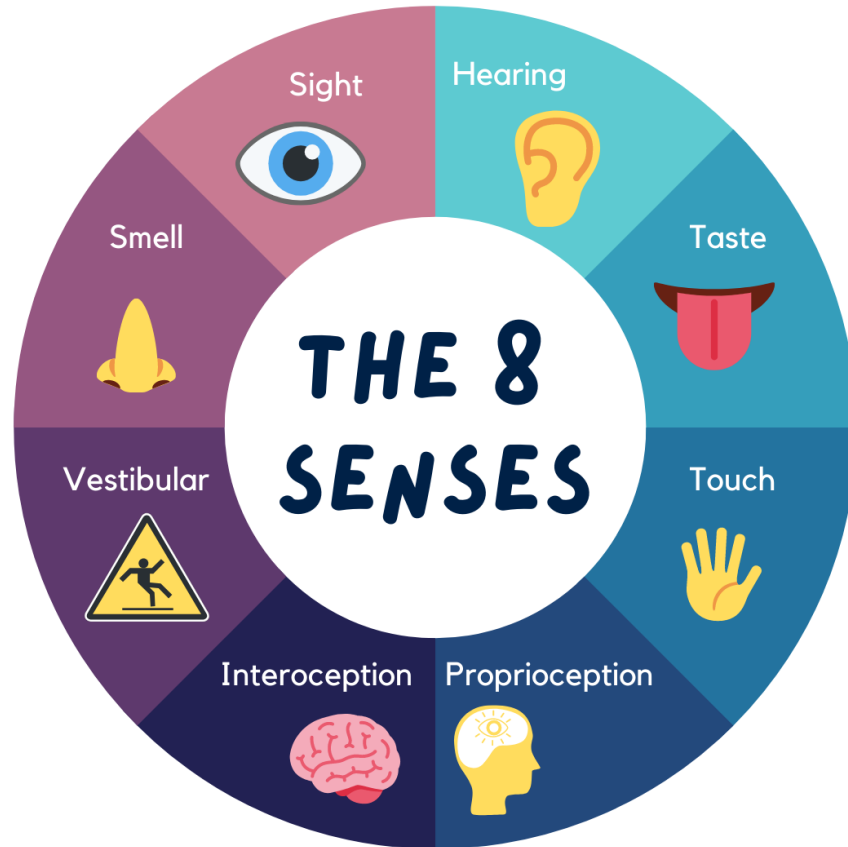 THE 8
SENSES
Sight
Hearing
Taste
Touch
Proprioception
Interoception
Vestibular
Smell